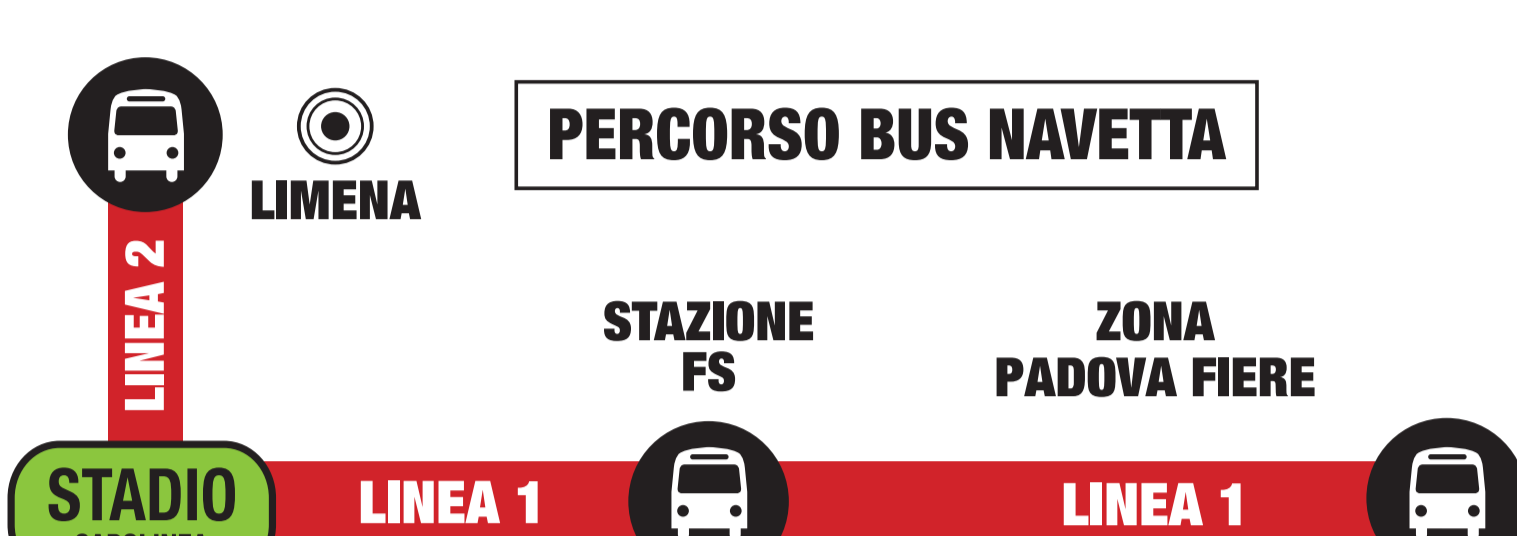 PERCORSO BUS NAVETTA
LIMENA
LINEA 2
STAZIONE
FS
ZONA
PADOVA FIERE
STADIO
LINEA 1
LINEA 1